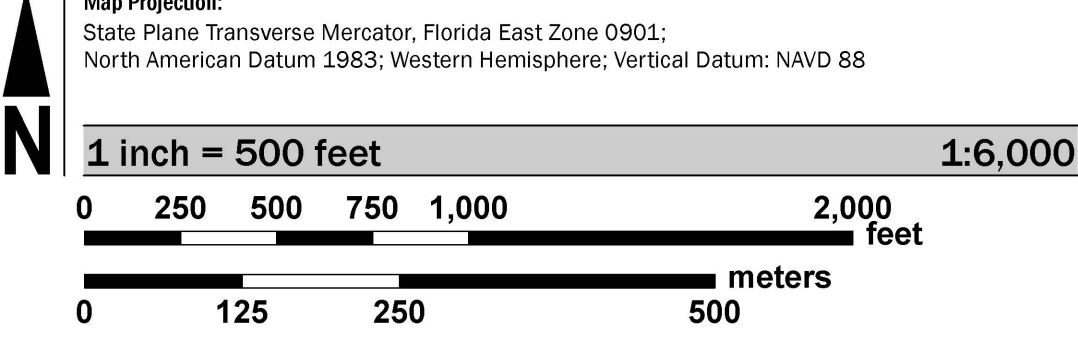 Map Projection:
State Plane Transverse Mercator, Florida East Zone 0901;
North American Datum 1983; Western Hemisphere; Vertical Datum: NAVD 88
N
1 inch = 500 feet 1:6,000
0 250 500 750 1,000 2,000
feet
meters
0 125 250 500